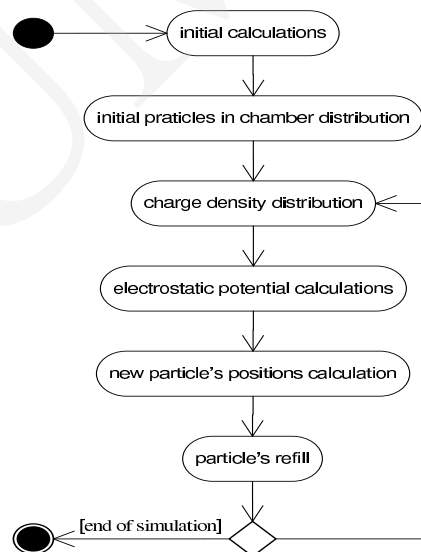 initial calculations
initial praticles in chamber distribution
charge density distribution
electrostatic potential calculations
new particle's positions calculation
particle's refill
[end of simulation]